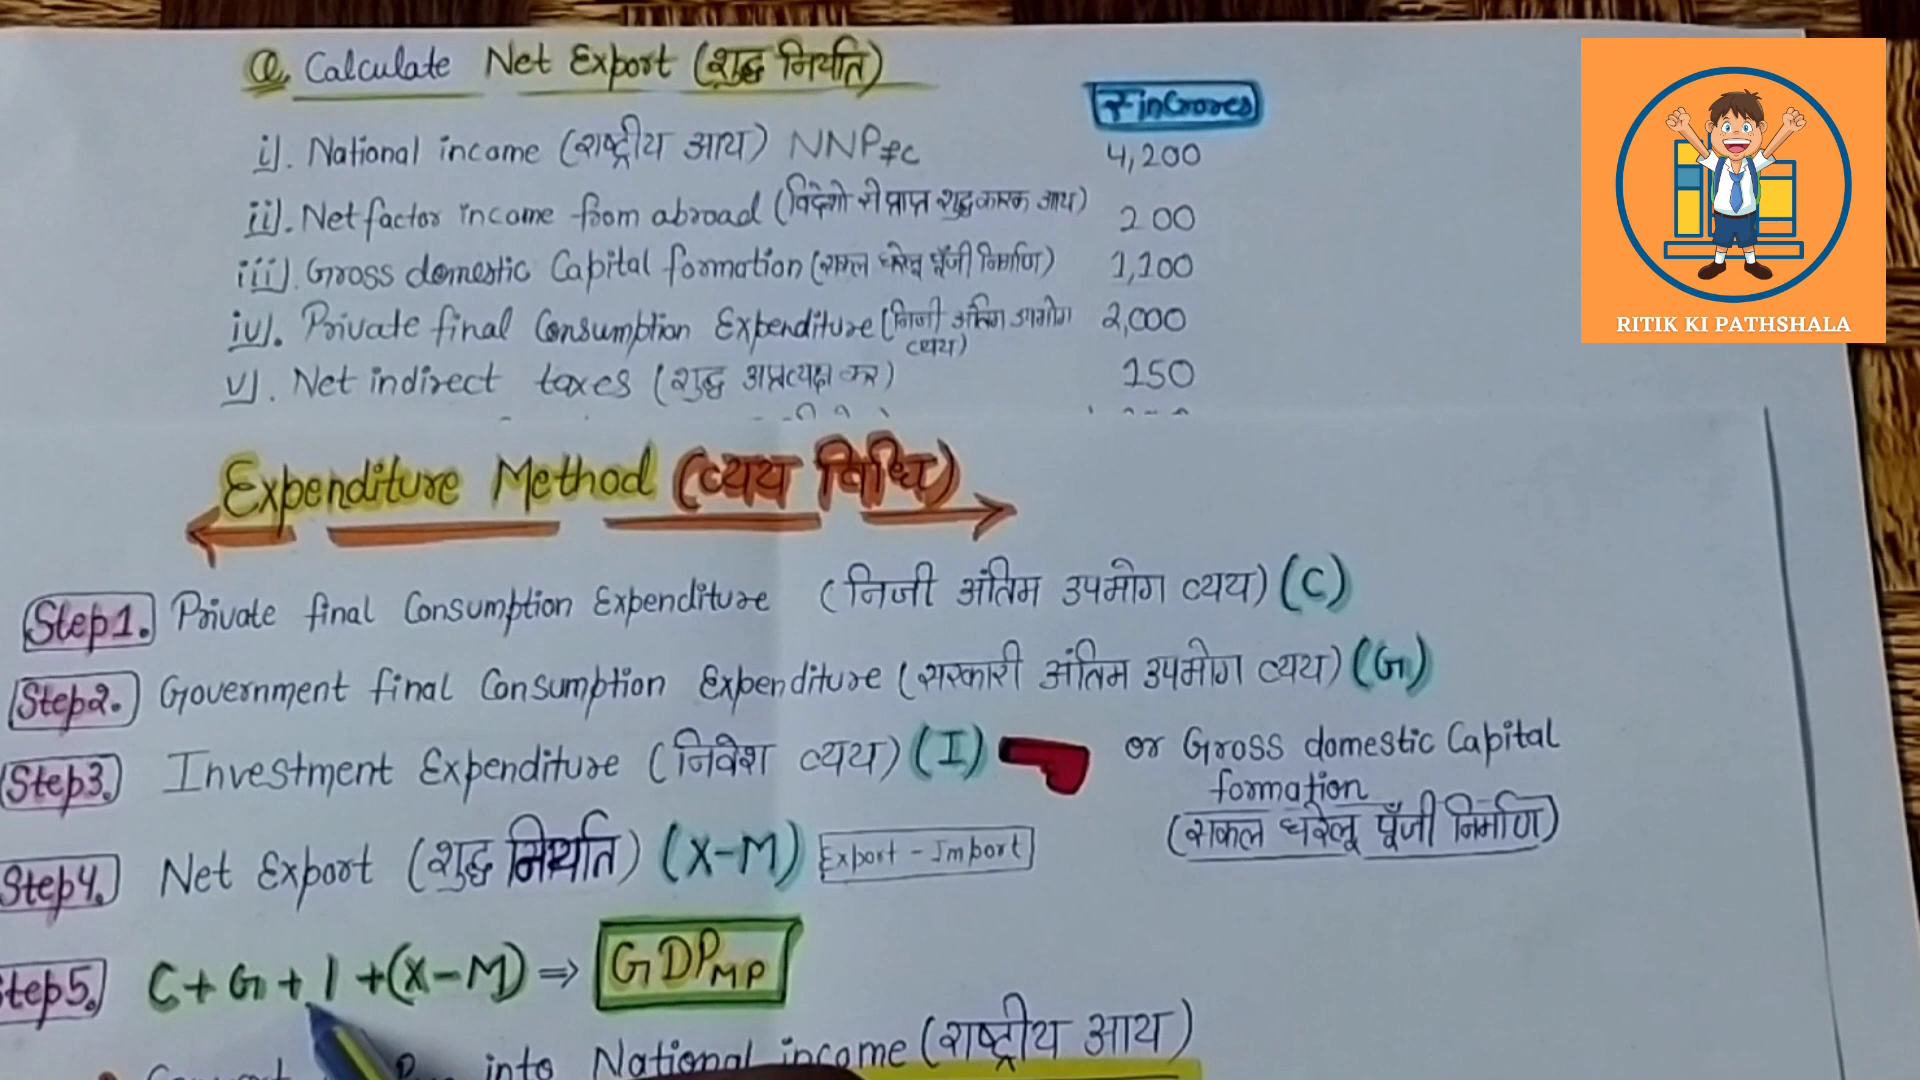 Q. Calculate Net Export (शुद्ध निर्यात)
₹ in Crores
i). National income (राष्ट्रीय आय) NNPFC 4,200
ii). Net factor income from abroad (विदेशो से प्राप्त शुद्ध कारक आय) 200
iii). Gross domestic Capital formation (सकल घरेलू पूँजी निर्माण) 1,100
iv). Private final Consumption Expenditure (निजी अंतिम उपभोग व्यय) 2,000
v). Net indirect taxes (शुद्ध अप्रत्यक्ष कर) 150
Expenditure Method (व्यय विधि)
Step1. Private final Consumption Expenditure (निजी अंतिम उपभोग व्यय) (C)
Step2. Government final Consumption Expenditure (सरकारी अंतिम उपभोग व्यय) (G)
Step3. Investment Expenditure (निवेश व्यय) (I) or Gross domestic Capital
formation
(सकल घरेलू पूँजी निर्माण)
Step4. Net Export (शुद्ध निर्यात) (X-M) Export - Import
Step5. C+G+I+(X-M) ⇒ GDPMP
into National income (राष्ट्रीय आय)
RITIK KI PATHSHALA